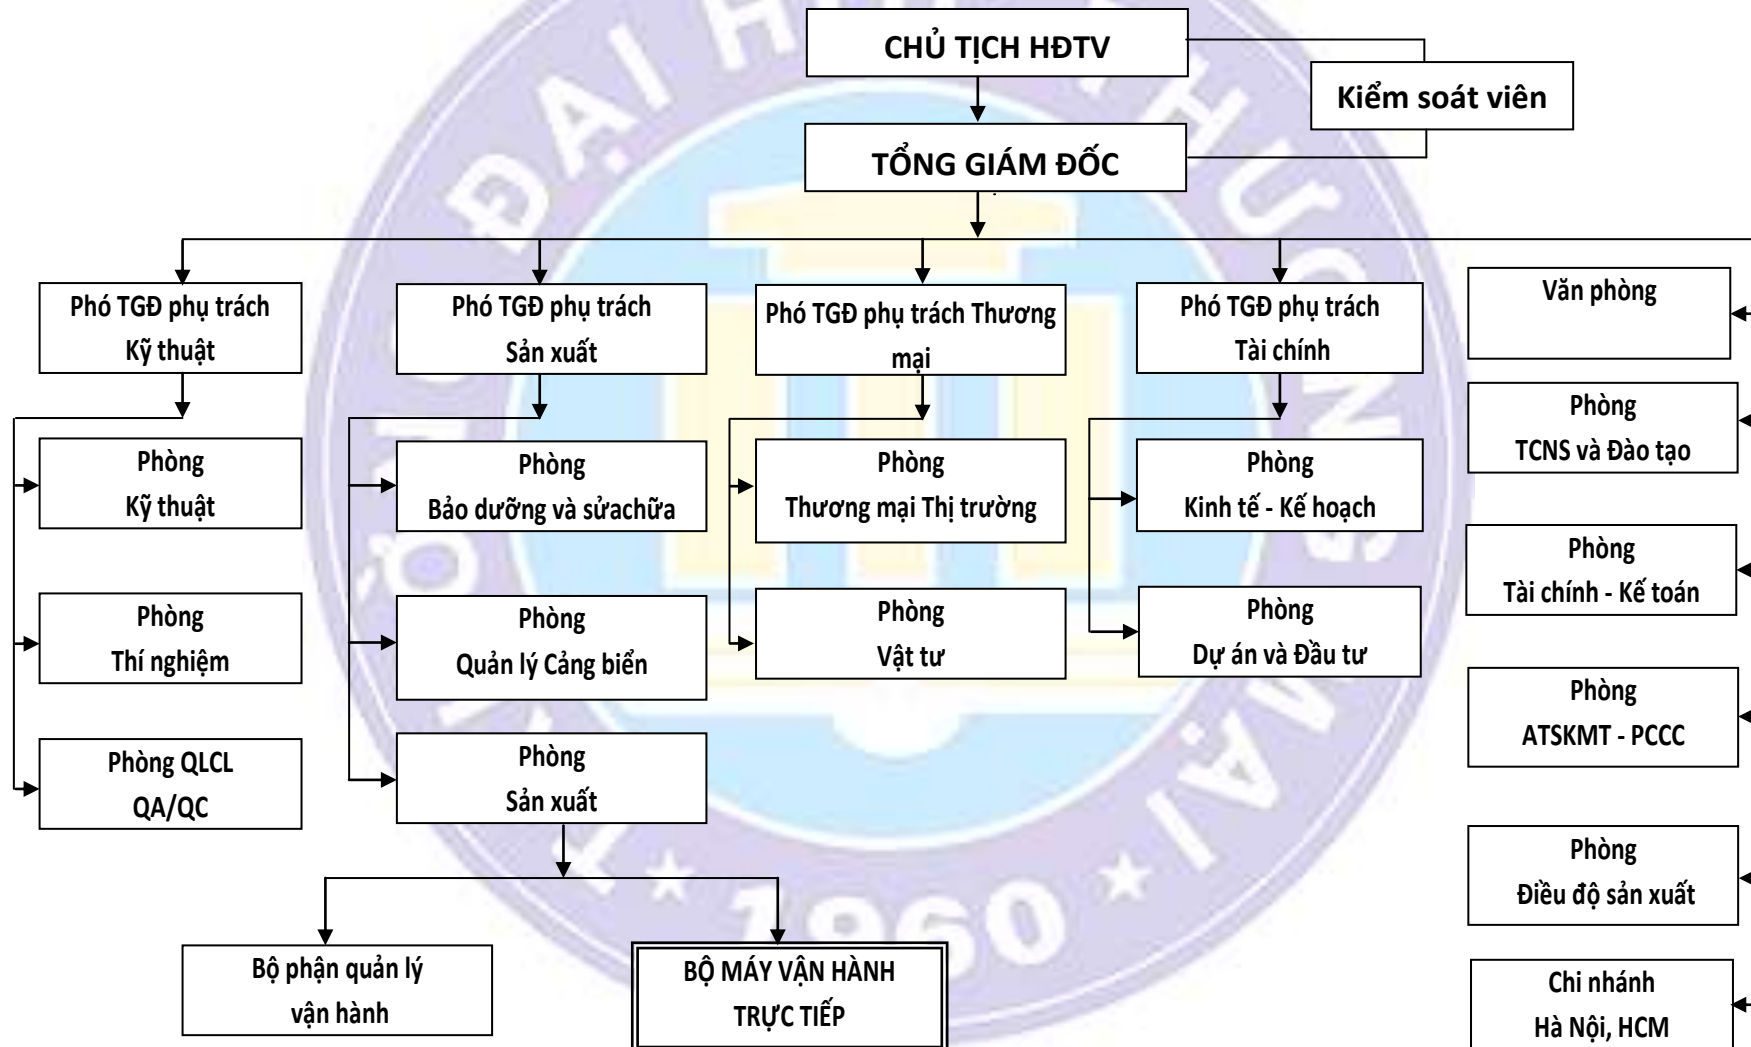 CHỦ TỊCH HĐTV
Kiểm soát viên
TỔNG GIÁM ĐỐC
Phó TGĐ phụ trách
Kỹ thuật
Phó TGĐ phụ trách
Sản xuất
Phó TGĐ phụ trách Thương
mại
Phó TGĐ phụ trách
Tài chính
Văn phòng
Phòng
TCNS và Đào tạo
Phòng
Kỹ thuật
Phòng
Bảo dưỡng và sửachữa
Phòng
Thương mại Thị trường
Phòng
Kinh tế - Kế hoạch
Phòng
Tài chính - Kế toán
Phòng
Thí nghiệm
Phòng
Quản lý Cảng biển
Phòng
Vật tư
Phòng
Dự án và Đầu tư
Phòng
ATSKMT - PCCC
Phòng QLCL
QA/QC
Phòng
Sản xuất
Phòng
Điều độ sản xuất
Bộ phận quản lý
vận hành
BỘ MÁY VẬN HÀNH
TRỰC TIẾP
Chi nhánh
Hà Nội, HCM
ĐẠI THƯƠNG MẠI
1960